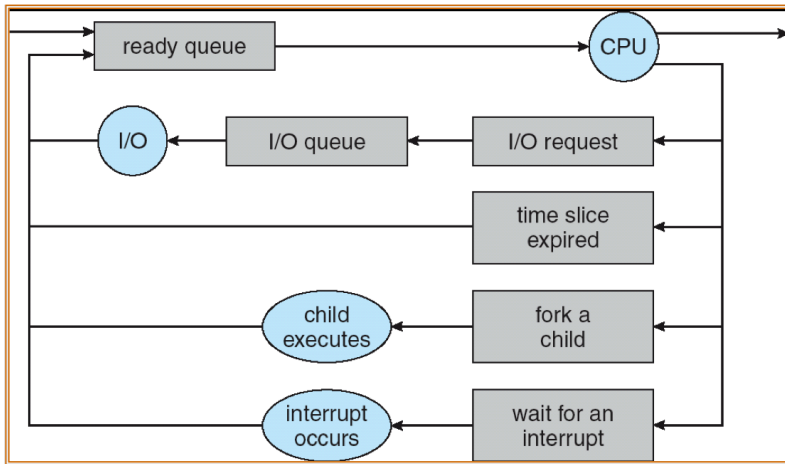 ready queue
CPU
I/O
I/O queue
I/O request
time slice
expired
child
executes
fork a
child
interrupt
occurs
wait for an
interrupt